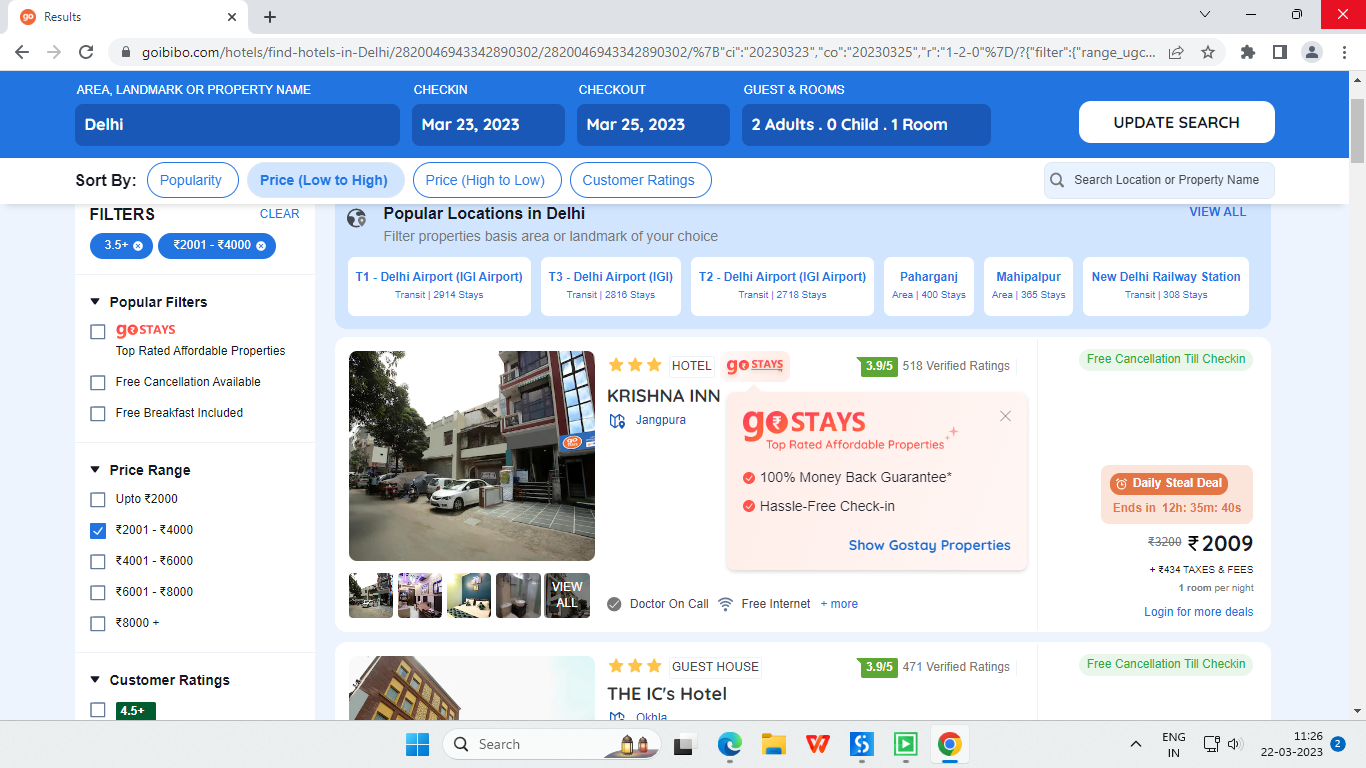 Results
goibibo.com/hotels/find-hotels-in-Delhi/2820046943342890302/2820046943342890302/%7B"ci":"20230323","co":"20230325","r":"1-2-0"%7D/?{"filter":{"range_ugc...
AREA, LANDMARK OR PROPERTY NAME
CHECKIN
CHECKOUT
GUEST & ROOMS
Delhi
Mar 23, 2023
Mar 25, 2023
2 Adults . 0 Child . 1 Room
UPDATE SEARCH
Sort By:
Popularity
Price (Low to High)
Price (High to Low)
Customer Ratings
Search Location or Property Name
FILTERS
CLEAR
3.5+
₹2001 - ₹4000
Popular Filters
go STAYS
Top Rated Affordable Properties
Free Cancellation Available
Free Breakfast Included
Price Range
Upto ₹2000
₹2001 - ₹4000
₹4001 - ₹6000
₹6001 - ₹8000
₹8000 +
Customer Ratings
4.5+
Popular Locations in Delhi
VIEW ALL
Filter properties basis area or landmark of your choice
T1 - Delhi Airport (IGI Airport)
Transit | 2914 Stays
T3 - Delhi Airport (IGI)
Transit | 2816 Stays
T2 - Delhi Airport (IGI Airport)
Transit | 2718 Stays
Paharganj
Area | 400 Stays
Mahipalpur
Area | 365 Stays
New Delhi Railway Station
Transit | 308 Stays
HOTEL
go STAYS
3.9/5
518 Verified Ratings
KRISHNA INN
Jangpura
go STAYS
Top Rated Affordable Properties
100% Money Back Guarantee*
Hassle-Free Check-in
Show Gostay Properties
VIEW
ALL
Doctor On Call
Free Internet
+ more
Free Cancellation Till Checkin
Daily Steal Deal
Ends in 12h: 35m: 40s
₹3200 ₹2009
+ ₹434 TAXES & FEES
1 room per night
Login for more deals
GUEST HOUSE
3.9/5
471 Verified Ratings
THE IC's Hotel
Okhla
Free Cancellation Till Checkin
Search
ENG
IN
11:26
22-03-2023
2